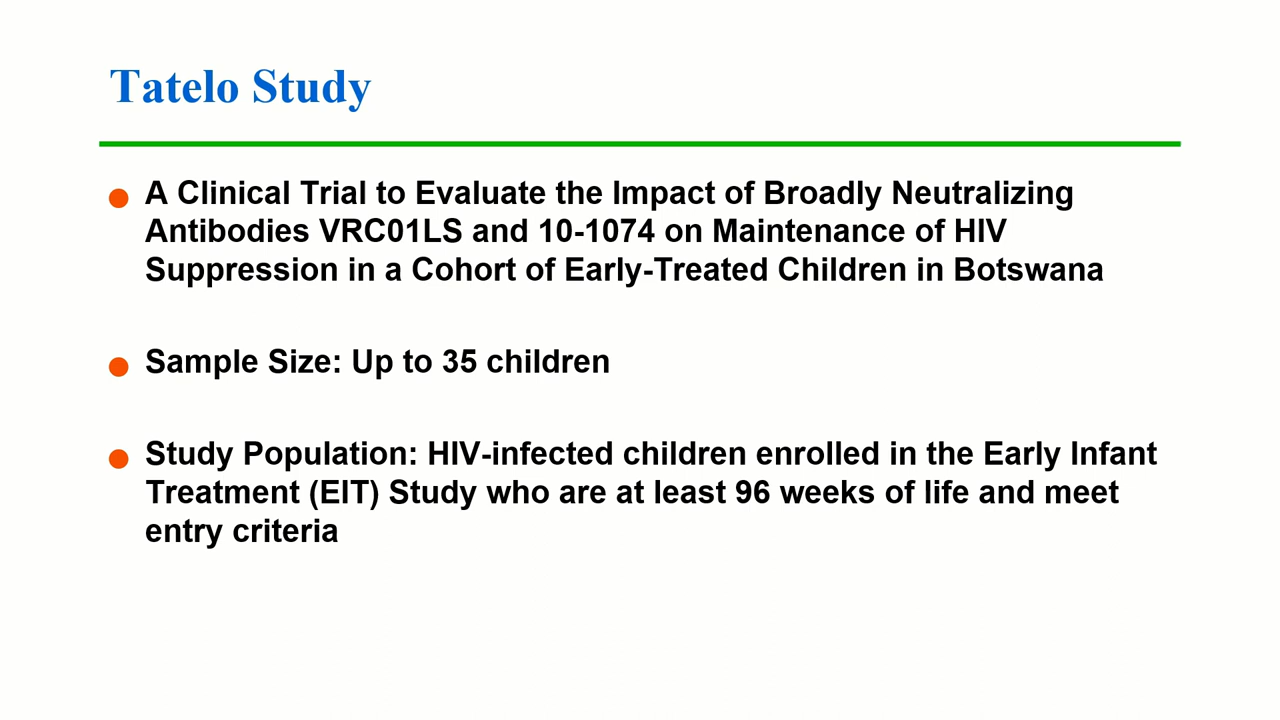 Tatelo Study
A Clinical Trial to Evaluate the Impact of Broadly Neutralizing
Antibodies VRC01LS and 10-1074 on Maintenance of HIV
Suppression in a Cohort of Early-Treated Children in Botswana
Sample Size: Up to 35 children
Study Population: HIV-infected children enrolled in the Early Infant
Treatment (EIT) Study who are at least 96 weeks of life and meet
entry criteria